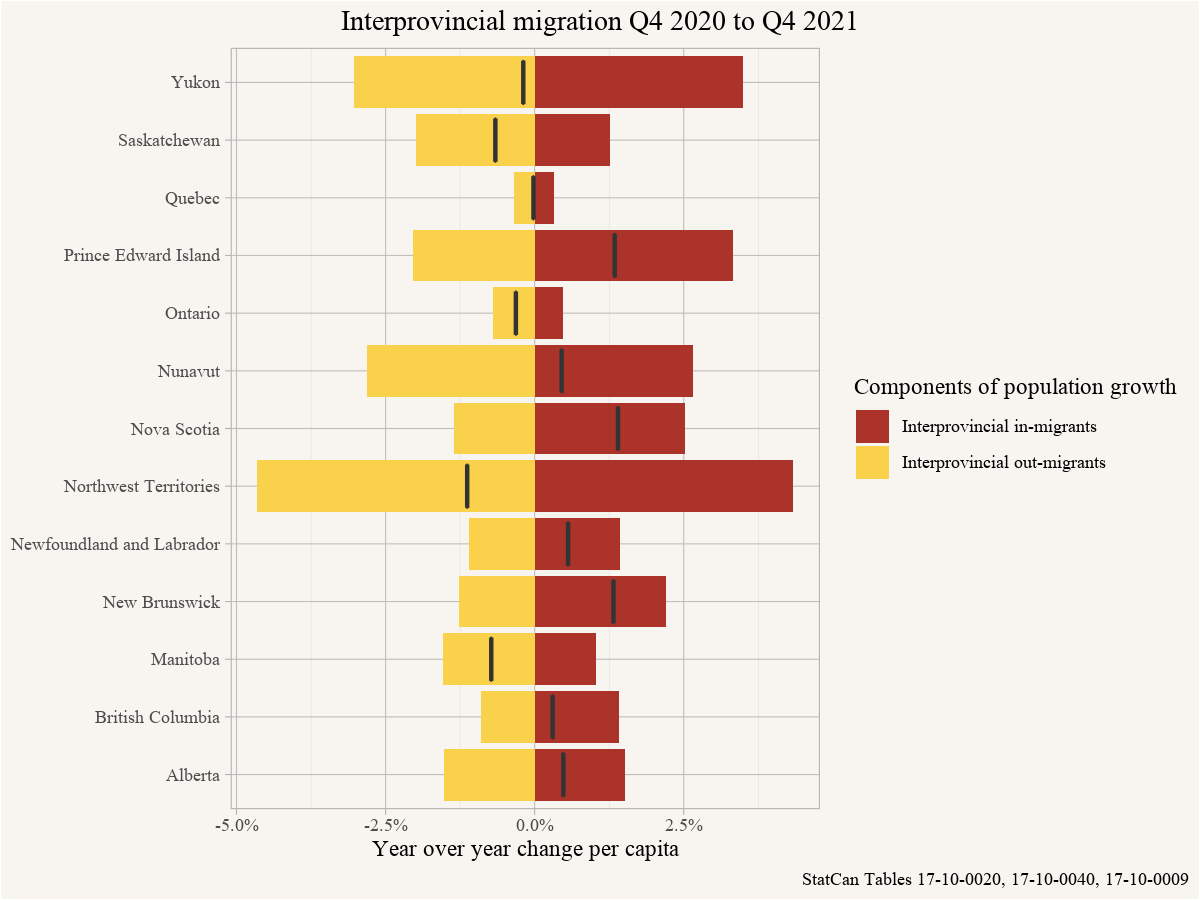 Interprovincial migration Q4 2020 to Q4 2021
Yukon
Saskatchewan
Quebec
Prince Edward Island
Ontario
Nunavut
Nova Scotia
Northwest Territories
Newfoundland and Labrador
New Brunswick
Manitoba
British Columbia
Alberta
-5.0% -2.5% 0.0% 2.5%
Year over year change per capita
Components of population growth
Interprovincial in-migrants
Interprovincial out-migrants
StatCan Tables 17-10-0020, 17-10-0040, 17-10-0009